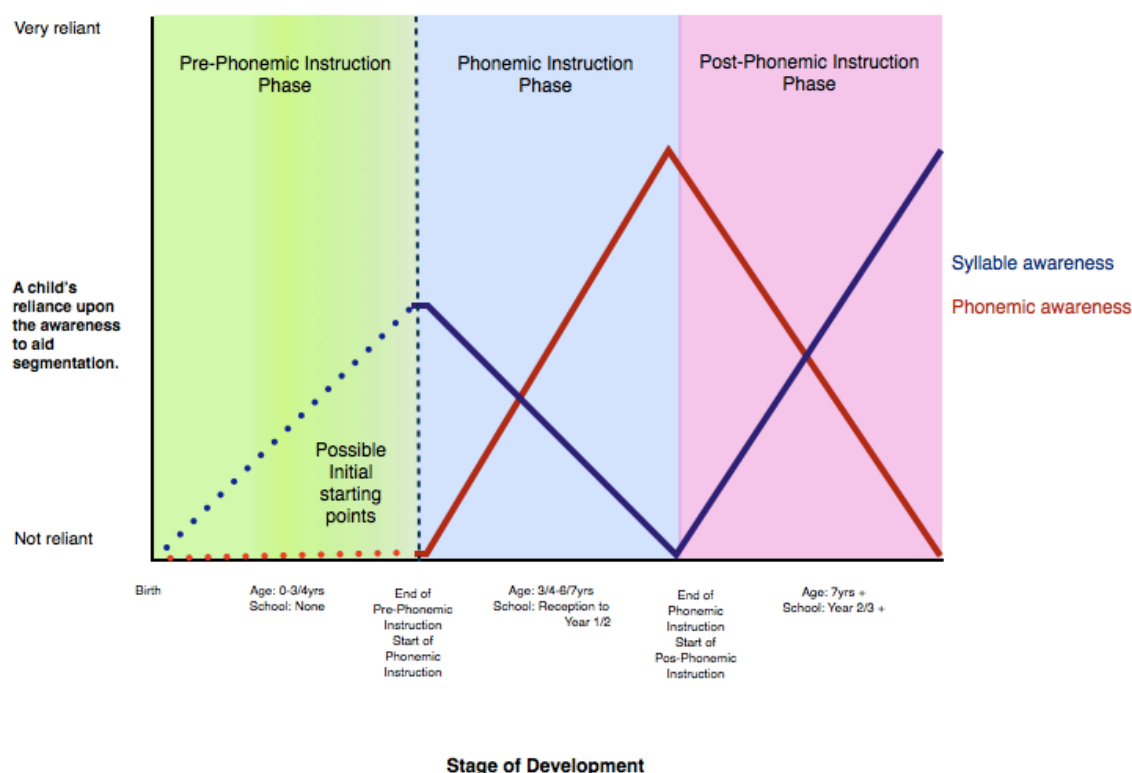 Very reliant
Pre-Phonemic Instruction
Phase
Phonemic Instruction
Phase
Post-Phonemic Instruction
Phase
A child's
reliance upon
the awareness
to aid
segmentation.
Syllable awareness
Phonemic awareness
Possible
Initial
starting
points
Not reliant
Birth
Age: 0-3/4yrs
School: None
End of
Pre-Phonemic
Instruction
Start of
Phonemic
Instruction
Age: 3/4-6/7yrs
School: Reception to
Year 1/2
End of
Phonemic
Instruction
Start of
Pos-Phonemic
Instruction
Age: 7yrs +
School: Year 2/3 +
Stage of Development